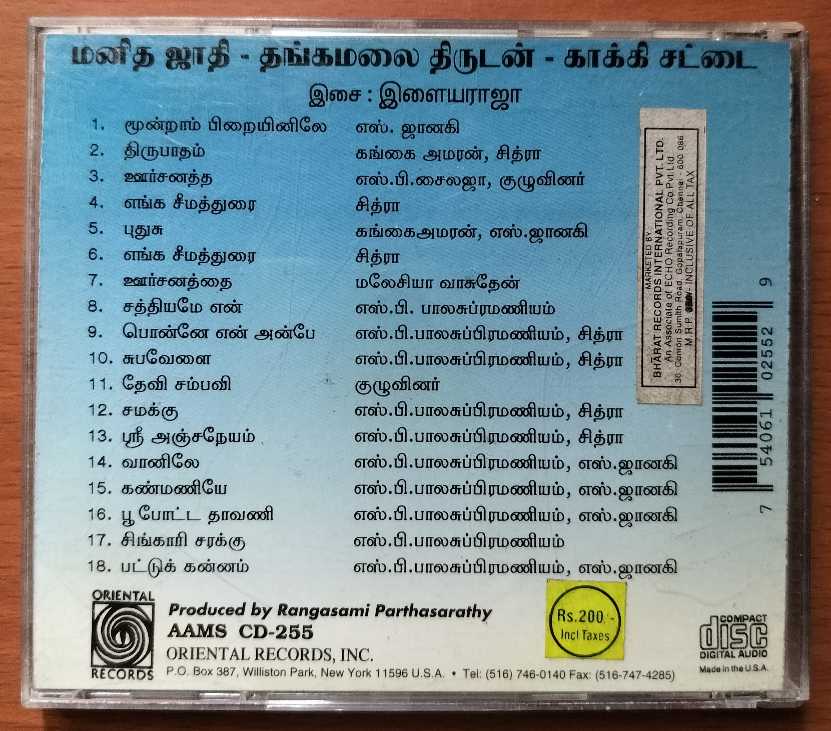 மனித ஜாதி - தங்கமலை திருடன் - காக்கி சட்டை
இசை : இளையராஜா
1. மூன்றாம் பிறையினிலே எஸ். ஜானகி
2. திருபாதம் கங்கை அமரன், சித்ரா
3. ஊர்சனத்த எஸ்.பி.சைலஜா, குழுவினர்
4. எங்க சீமத்துரை சித்ரா
5. புதுசு கங்கைஅமரன், எஸ்.ஜானகி
6. எங்க சீமத்துரை சித்ரா
7. ஊர்சனத்தை மலேசியா வாசுதேன்
8. சத்தியமே என் எஸ்.பி. பாலசுப்ரமணியம்
9. பொன்னே என் அன்பே எஸ்.பி.பாலசுப்பிரமணியம், சித்ரா
10. சுபவேளை எஸ்.பி.பாலசுப்பிரமணியம், சித்ரா
11. தேவி சம்பவி குழுவினர்
12. சமக்கு எஸ்.பி.பாலசுப்பிரமணியம், சித்ரா
13. ஸ்ரீ அஞ்சநேயம் எஸ்.பி.பாலசுப்பிரமணியம், சித்ரா
14. வானிலே எஸ்.பி.பாலசுப்பிரமணியம், எஸ்.ஜானகி
15. கண்மணியே எஸ்.பி.பாலசுப்பிரமணியம், எஸ்.ஜானகி
16. பூ போட்ட தாவணி எஸ்.பி.பாலசுப்பிரமணியம், எஸ்.ஜானகி
17. சிங்காரி சரக்கு எஸ்.பி.பாலசுப்பிரமணியம்
18. பட்டுக் கன்னம் எஸ்.பி.பாலசுப்பிரமணியம், எஸ்.ஜானகி
MARKETED BY:
BHARAT RECORDS INTERNATIONAL PVT. LTD.
An Associate of ECHO Recording Co Pvt Ltd
30, Smith Road, Gopalapuram, Chennai - 600 086
M.R.P. /- INCLUSIVE OF ALL TAX
7 54061 02552 9
ORIENTAL
RECORDS
Produced by Rangasami Parthasarathy
AAMS CD-255
ORIENTAL RECORDS, INC.
P.O. Box 387, Williston Park, New York 11596 U.S.A. • Tel: (516) 746-0140 Fax: (516-747-4285)
Rs.200/-
Incl Taxes
COMPACT
disc
DIGITAL AUDIO
Made in the U.S.A.